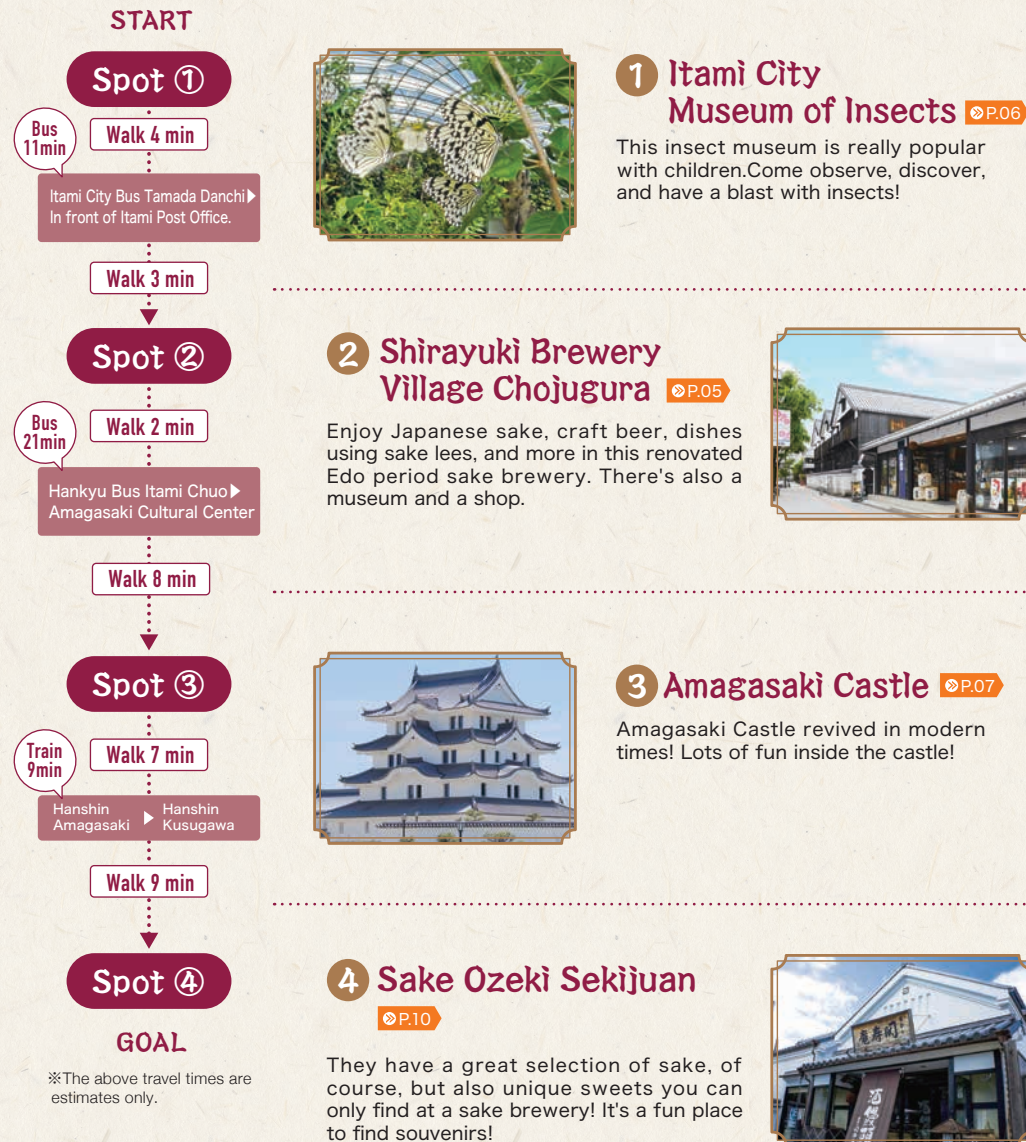 START
Spot ①
Bus
11min
Walk 4 min
Itami City Bus Tamada Danchi▶
In front of Itami Post Office.
Walk 3 min
Spot ②
Bus
21min
Walk 2 min
Hankyu Bus Itami Chuo▶
Amagasaki Cultural Center
Walk 8 min
Spot ③
Train
9min
Walk 7 min
Hanshin
Amagasaki
▶
Hanshin
Kusugawa
Walk 9 min
Spot ④
GOAL
※The above travel times are
estimates only.
1 Itami City
Museum of Insects P.06
This insect museum is really popular
with children.Come observe, discover,
and have a blast with insects!
2 Shirayuki Brewery
Village Chojugura P.05
Enjoy Japanese sake, craft beer, dishes
using sake lees, and more in this renovated
Edo period sake brewery. There's also a
museum and a shop.
3 Amagasaki Castle P.07
Amagasaki Castle revived in modern
times! Lots of fun inside the castle!
4 Sake Ozeki Sekijuan
P.10
They have a great selection of sake, of
course, but also unique sweets you can
only find at a sake brewery! It's a fun place
to find souvenirs!
庵寿関